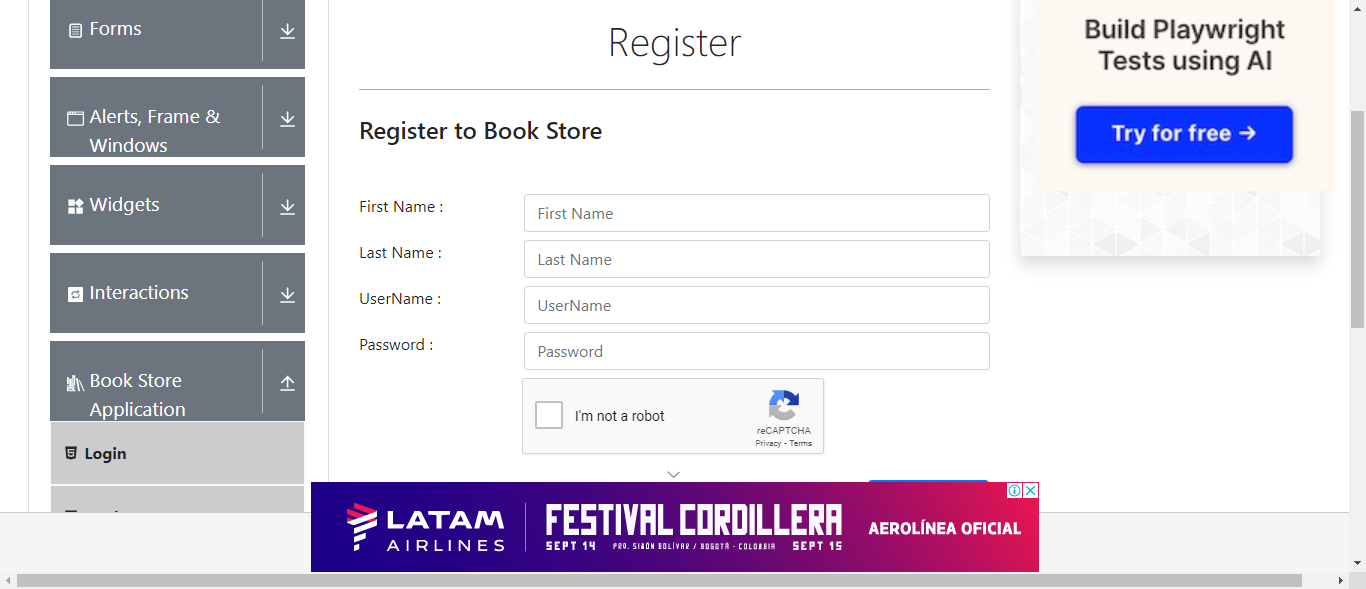 Forms
Alerts, Frame &
Windows
Widgets
Interactions
Book Store
Application
Login
Register
Register to Book Store
First Name :
First Name
Last Name :
Last Name
UserName :
UserName
Password :
Password
I'm not a robot
reCAPTCHA
Privacy - Terms
Build Playwright
Tests using AI
Try for free →
LATAM
AIRLINES
FESTIVAL CORDILLERA
SEPT 14 PRQ. SIMÓN BOLÍVAR / BOGOTÁ - COLOMBIA SEPT 15
AEROLÍNEA OFICIAL